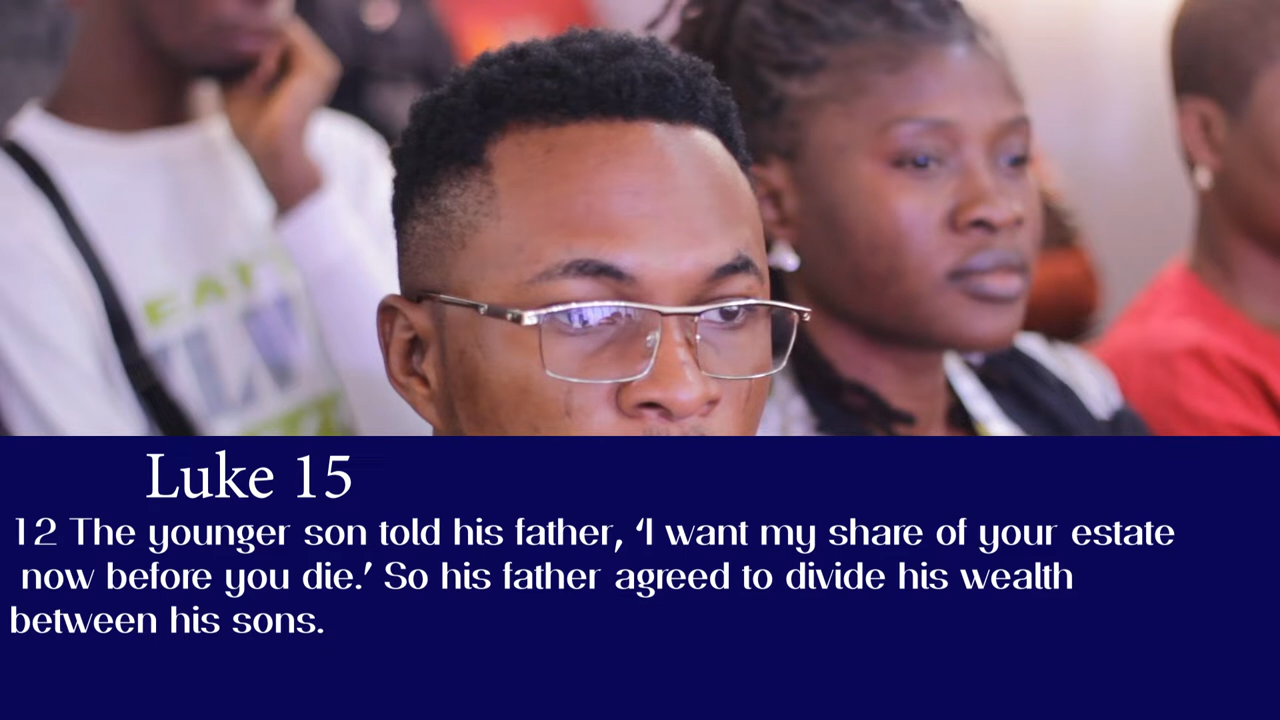 Luke 15
12 The younger son told his father, ‘I want my share of your estate
now before you die.’ So his father agreed to divide his wealth
between his sons.